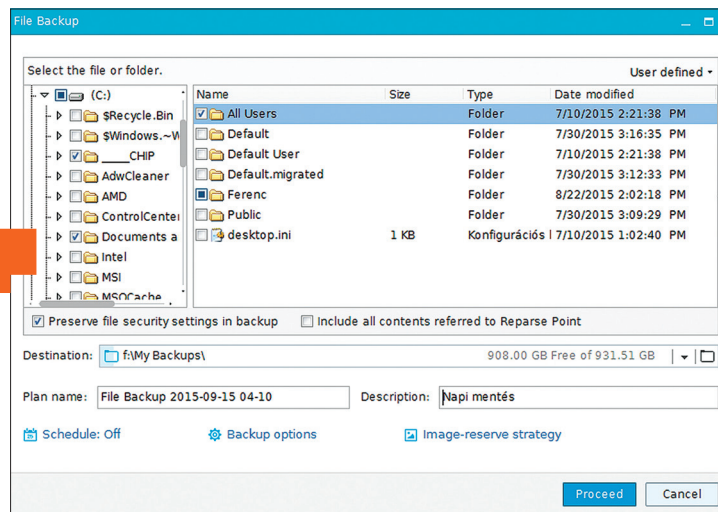 File Backup
Select the file or folder.
User defined
(C:)
$Recycle.Bin
$Windows.~W
____CHIP
AdwCleaner
AMD
ControlCenter
Documents a
Intel
MSI
MSOCache
Name Size Type Date modified
All Users Folder 7/10/2015 2:21:38 PM
Default Folder 7/30/2015 3:16:35 PM
Default User Folder 7/10/2015 2:21:38 PM
Default.migrated Folder 7/30/2015 3:12:33 PM
Ferenc Folder 8/22/2015 2:02:18 PM
Public Folder 7/30/2015 3:09:29 PM
desktop.ini 1 KB Konfigurációs 7/10/2015 1:02:40 PM
Preserve file security settings in backup Include all contents referred to Reparse Point
Destination: f:\My Backups\ 908.00 GB Free of 931.51 GB
Plan name: File Backup 2015-09-15 04-10 Description: Napi mentés
Schedule: Off Backup options Image-reserve strategy
Proceed Cancel